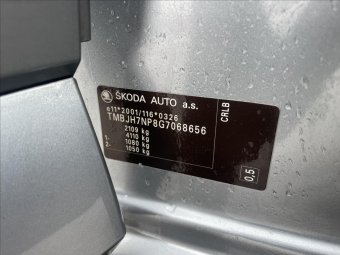 ŠKODA AUTO a.s.
e11*2001/116*0326
TMBJH7NP8G7068656
2109 kg
4110 kg
1- 1080 kg
2- 1050 kg
CRLB
0,5